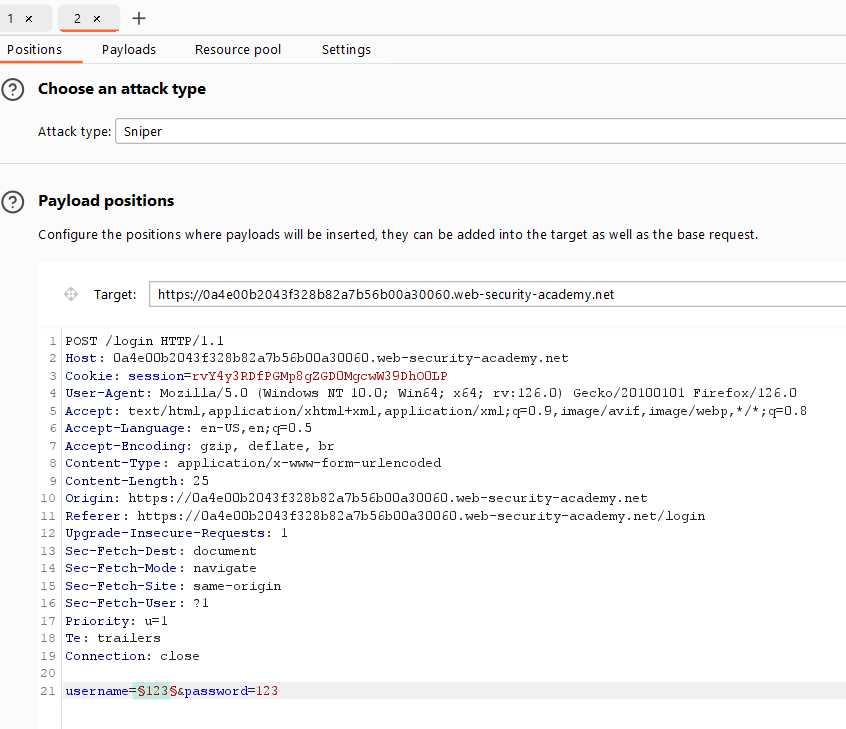 1 × 2 × +
Positions Payloads Resource pool Settings
? Choose an attack type
Attack type: Sniper
? Payload positions
Configure the positions where payloads will be inserted, they can be added into the target as well as the base request.
Target: https://0a4e00b2043f328b82a7b56b00a30060.web-security-academy.net
1 POST /login HTTP/1.1
2 Host: 0a4e00b2043f328b82a7b56b00a30060.web-security-academy.net
3 Cookie: session=rvY4y3RDfPGMp8gZGDOMgcwW39DhOOLP
4 User-Agent: Mozilla/5.0 (Windows NT 10.0; Win64; x64; rv:126.0) Gecko/20100101 Firefox/126.0
5 Accept: text/html,application/xhtml+xml,application/xml;q=0.9,image/avif,image/webp,*/*;q=0.8
6 Accept-Language: en-US,en;q=0.5
7 Accept-Encoding: gzip, deflate, br
8 Content-Type: application/x-www-form-urlencoded
9 Content-Length: 25
10 Origin: https://0a4e00b2043f328b82a7b56b00a30060.web-security-academy.net
11 Referer: https://0a4e00b2043f328b82a7b56b00a30060.web-security-academy.net/login
12 Upgrade-Insecure-Requests: 1
13 Sec-Fetch-Dest: document
14 Sec-Fetch-Mode: navigate
15 Sec-Fetch-Site: same-origin
16 Sec-Fetch-User: ?1
17 Priority: u=1
18 Te: trailers
19 Connection: close
20
21 username=§123§&password=123